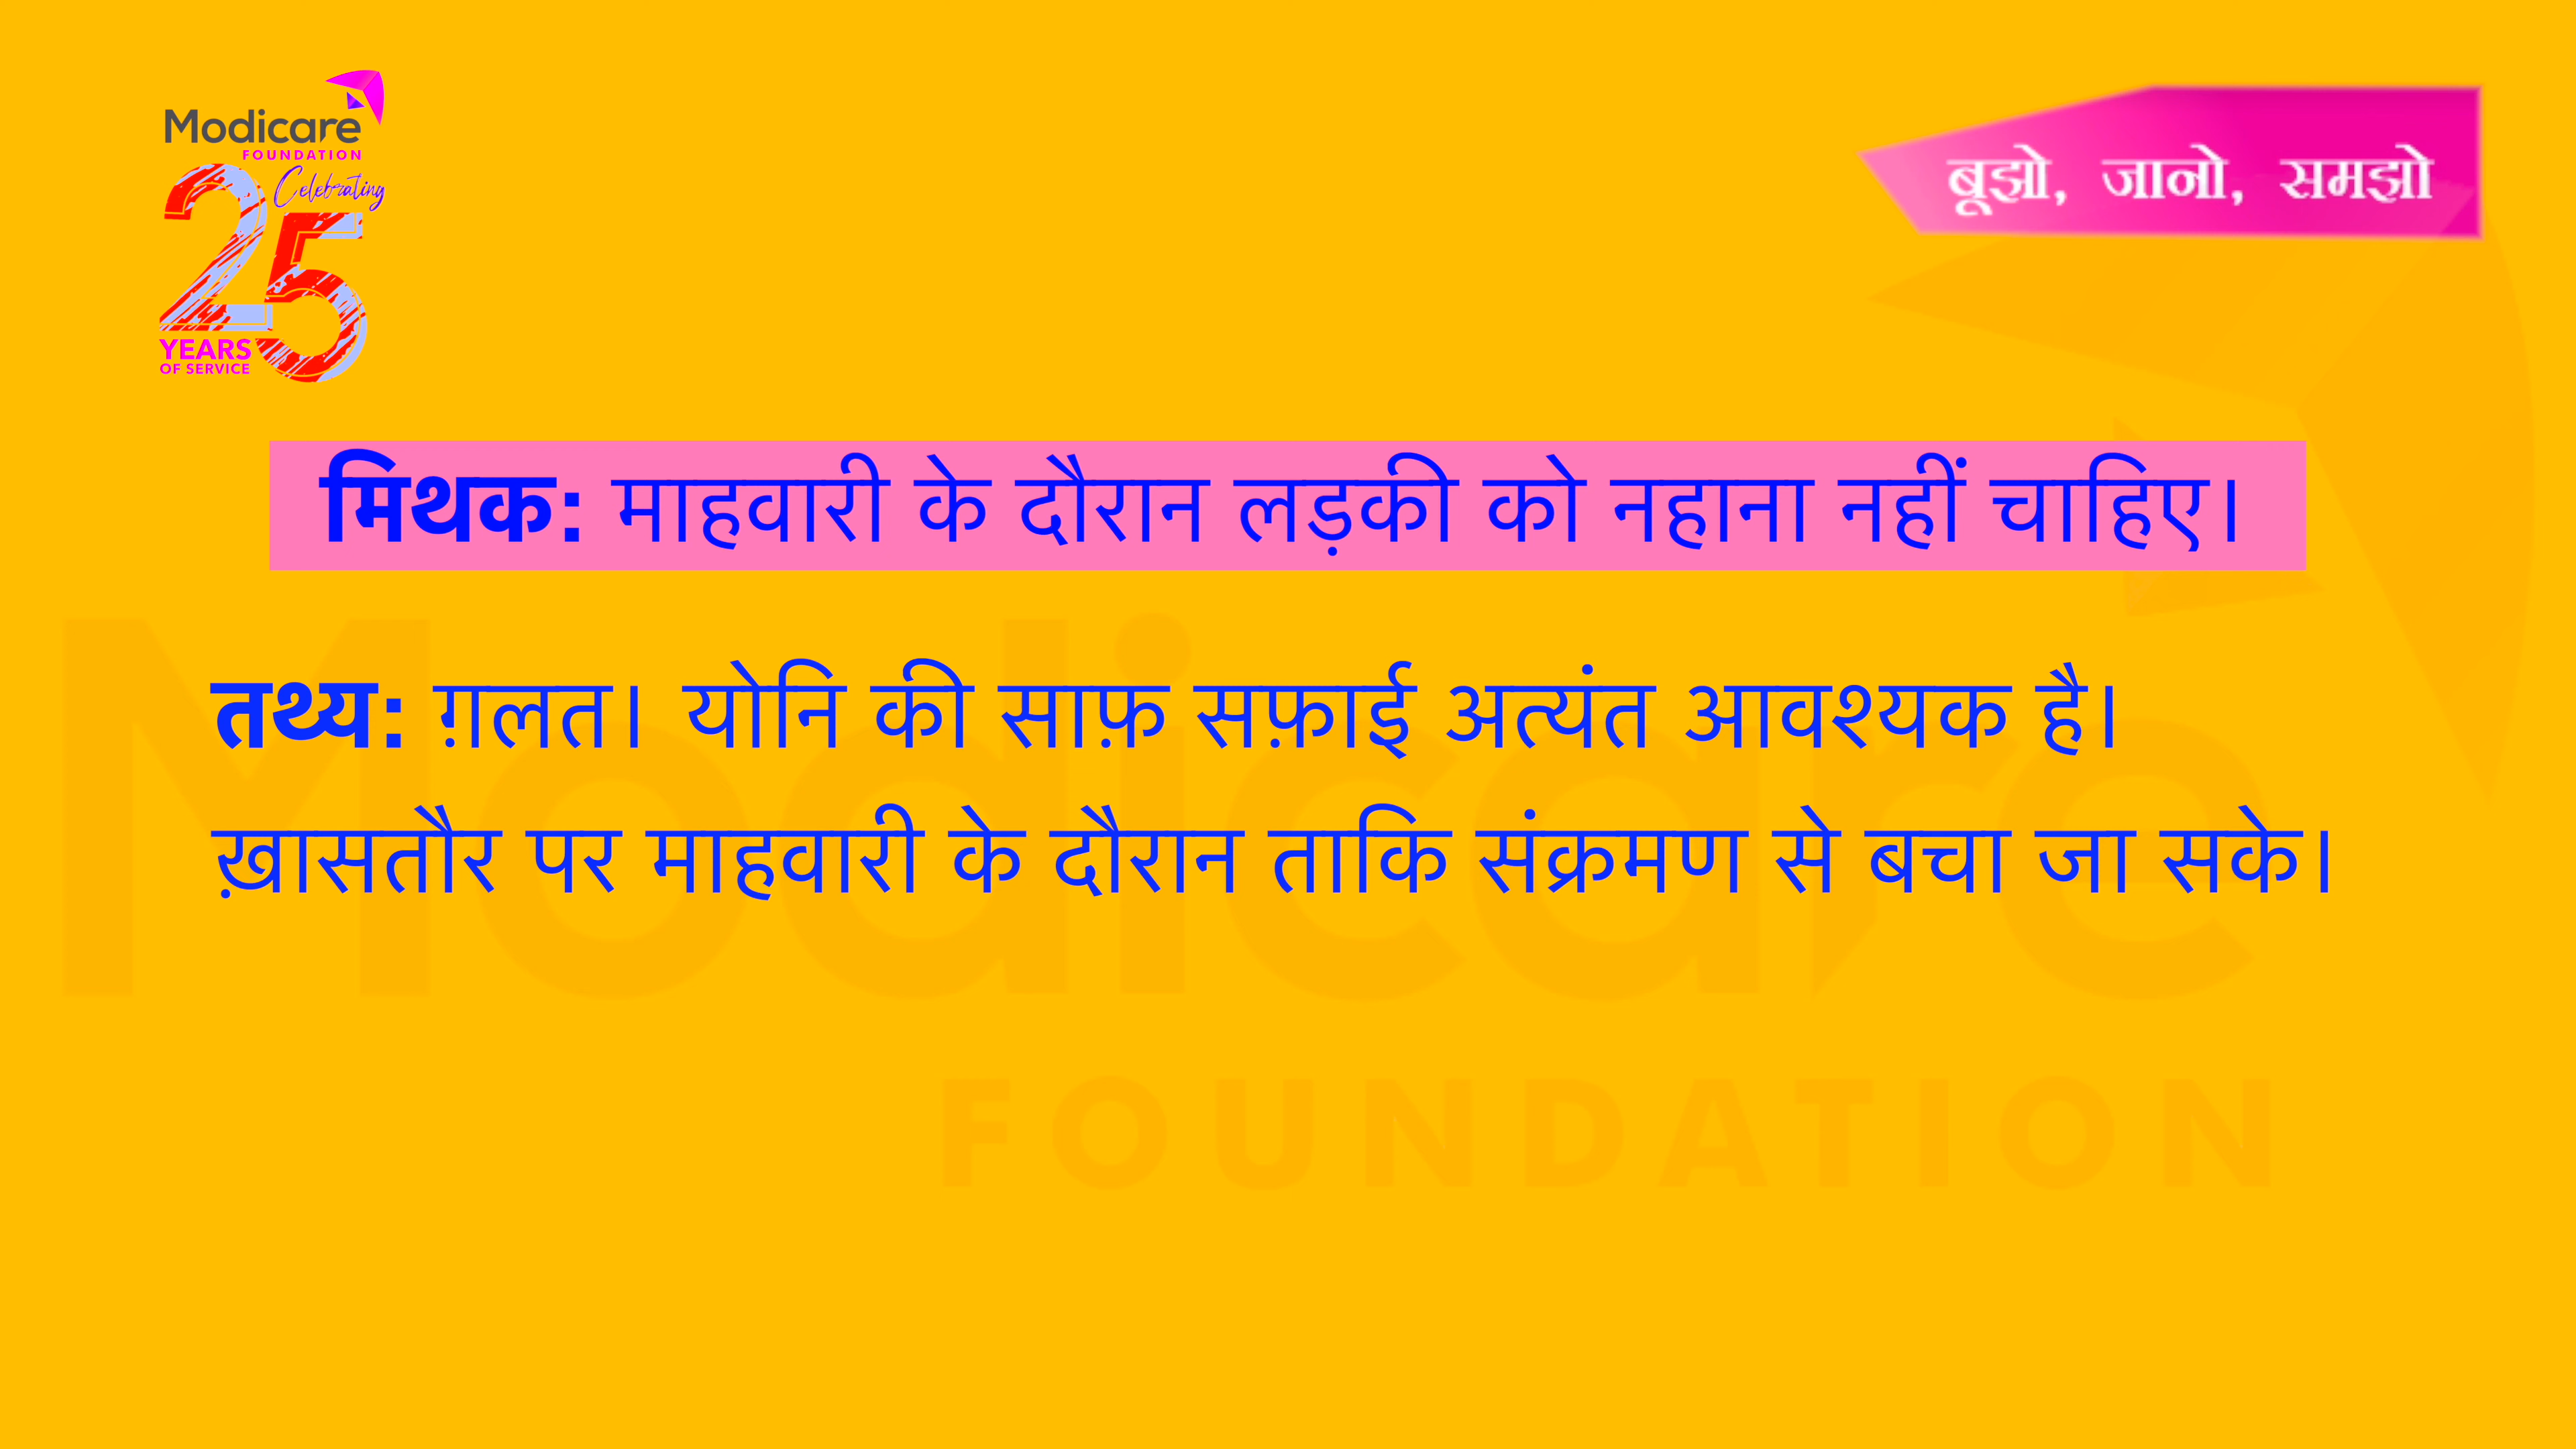 Modicare
FOUNDATION
Celebrating
25
YEARS
OF SERVICE
बूझो, जानो, समझो
मिथक: माहवारी के दौरान लड़की को नहाना नहीं चाहिए।
तथ्य: ग़लत। योनि की साफ़ सफ़ाई अत्यंत आवश्यक है।
ख़ासतौर पर माहवारी के दौरान ताकि संक्रमण से बचा जा सके।
Modicare
FOUNDATION